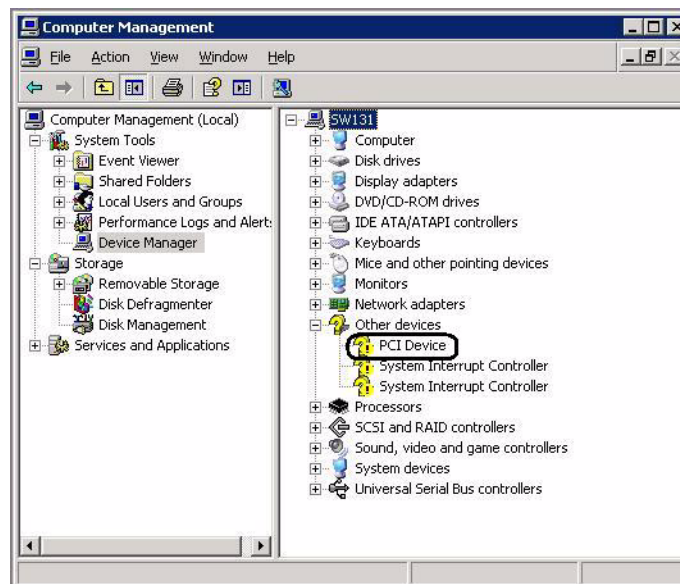 Computer Management
File Action View Window Help
Computer Management (Local)
System Tools
Event Viewer
Shared Folders
Local Users and Groups
Performance Logs and Alert:
Device Manager
Storage
Removable Storage
Disk Defragmenter
Disk Management
Services and Applications
SW131
Computer
Disk drives
Display adapters
DVD/CD-ROM drives
IDE ATA/ATAPI controllers
Keyboards
Mice and other pointing devices
Monitors
Network adapters
Other devices
PCI Device
System Interrupt Controller
System Interrupt Controller
Processors
SCSI and RAID controllers
Sound, video and game controllers
System devices
Universal Serial Bus controllers